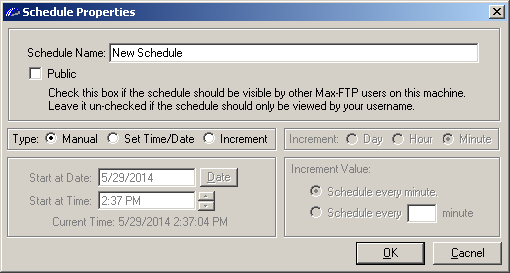 Schedule Properties
Schedule Name: New Schedule
Public
Check this box if the schedule should be visible by other Max-FTP users on this machine.
Leave it un-checked if the schedule should only be viewed by your username.
Type: Manual Set Time/Date Increment
Increment: Day Hour Minute
Start at Date: 5/29/2014 Date
Start at Time: 2:37 PM
Current Time: 5/29/2014 2:37:04 PM
Increment Value:
Schedule every minute.
Schedule every minute
OK Cacnel